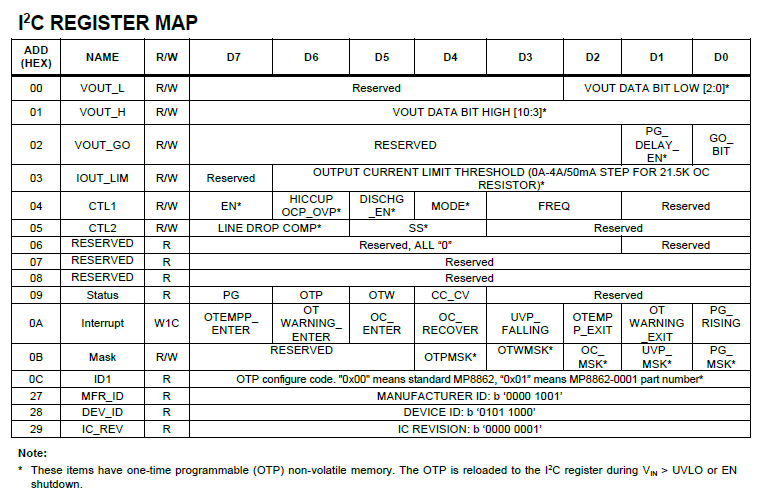 I²C REGISTER MAP
ADD (HEX) NAME R/W D7 D6 D5 D4 D3 D2 D1 D0
00 VOUT_L R/W Reserved VOUT DATA BIT LOW [2:0]*
01 VOUT_H R/W VOUT DATA BIT HIGH [10:3]*
02 VOUT_GO R/W RESERVED PG_ DELAY_ EN* GO_ BIT
03 IOUT_LIM R/W Reserved OUTPUT CURRENT LIMIT THRESHOLD (0A-4A/50mA STEP FOR 21.5K OC RESISTOR)*
04 CTL1 R/W EN* HICCUP OCP_OVP* DISCHG _EN* MODE* FREQ Reserved
05 CTL2 R/W LINE DROP COMP* SS* Reserved
06 RESERVED R Reserved, ALL “0” Reserved
07 RESERVED R Reserved
08 RESERVED R Reserved
09 Status R PG OTP OTW CC_CV Reserved
0A Interrupt W1C OTEMPP_ ENTER OT WARNING_ ENTER OC_ ENTER OC_ RECOVER UVP_ FALLING OTEMP P_EXIT OT WARNING _EXIT PG_ RISING
0B Mask R/W RESERVED OTPMSK* OTWMSK* OC_ MSK* UVP_ MSK* PG_ MSK*
0C ID1 R OTP configure code. "0x00" means standard MP8862, “0x01” means MP8862-0001 part number*
27 MFR_ID R MANUFACTURER ID: b ‘0000 1001’
28 DEV_ID R DEVICE ID: b ‘0101 1000’
29 IC_REV R IC REVISION: b ‘0000 0001’
Note:
* These items have one-time programmable (OTP) non-volatile memory. The OTP is reloaded to the I²C register during VIN > UVLO or EN
shutdown.